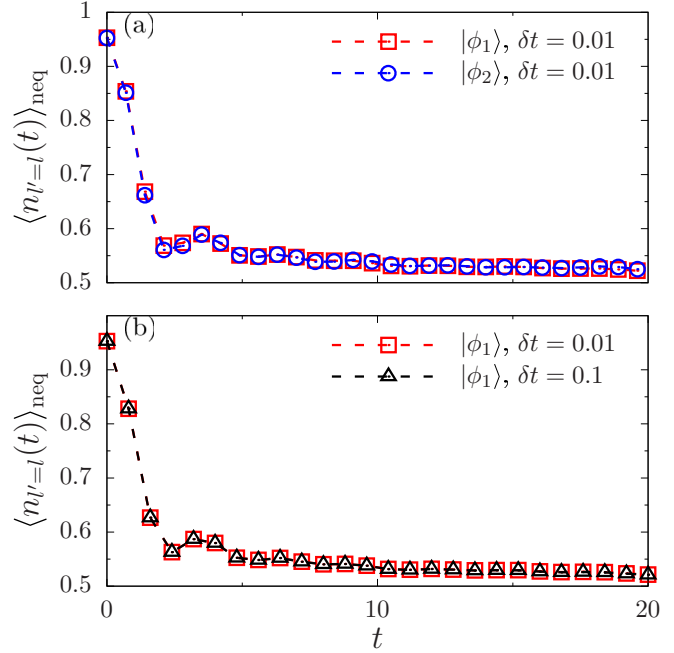 1
(a)
|ϕ₁⟩, δt = 0.01
0.9
|ϕ₂⟩, δt = 0.01
0.8
⟨n_{l′=l}(t)⟩_neq
0.7
0.6
0.5
(b)
|ϕ₁⟩, δt = 0.01
0.9
|ϕ₁⟩, δt = 0.1
0.8
⟨n_{l′=l}(t)⟩_neq
0.7
0.6
0.5
0 10 20
t